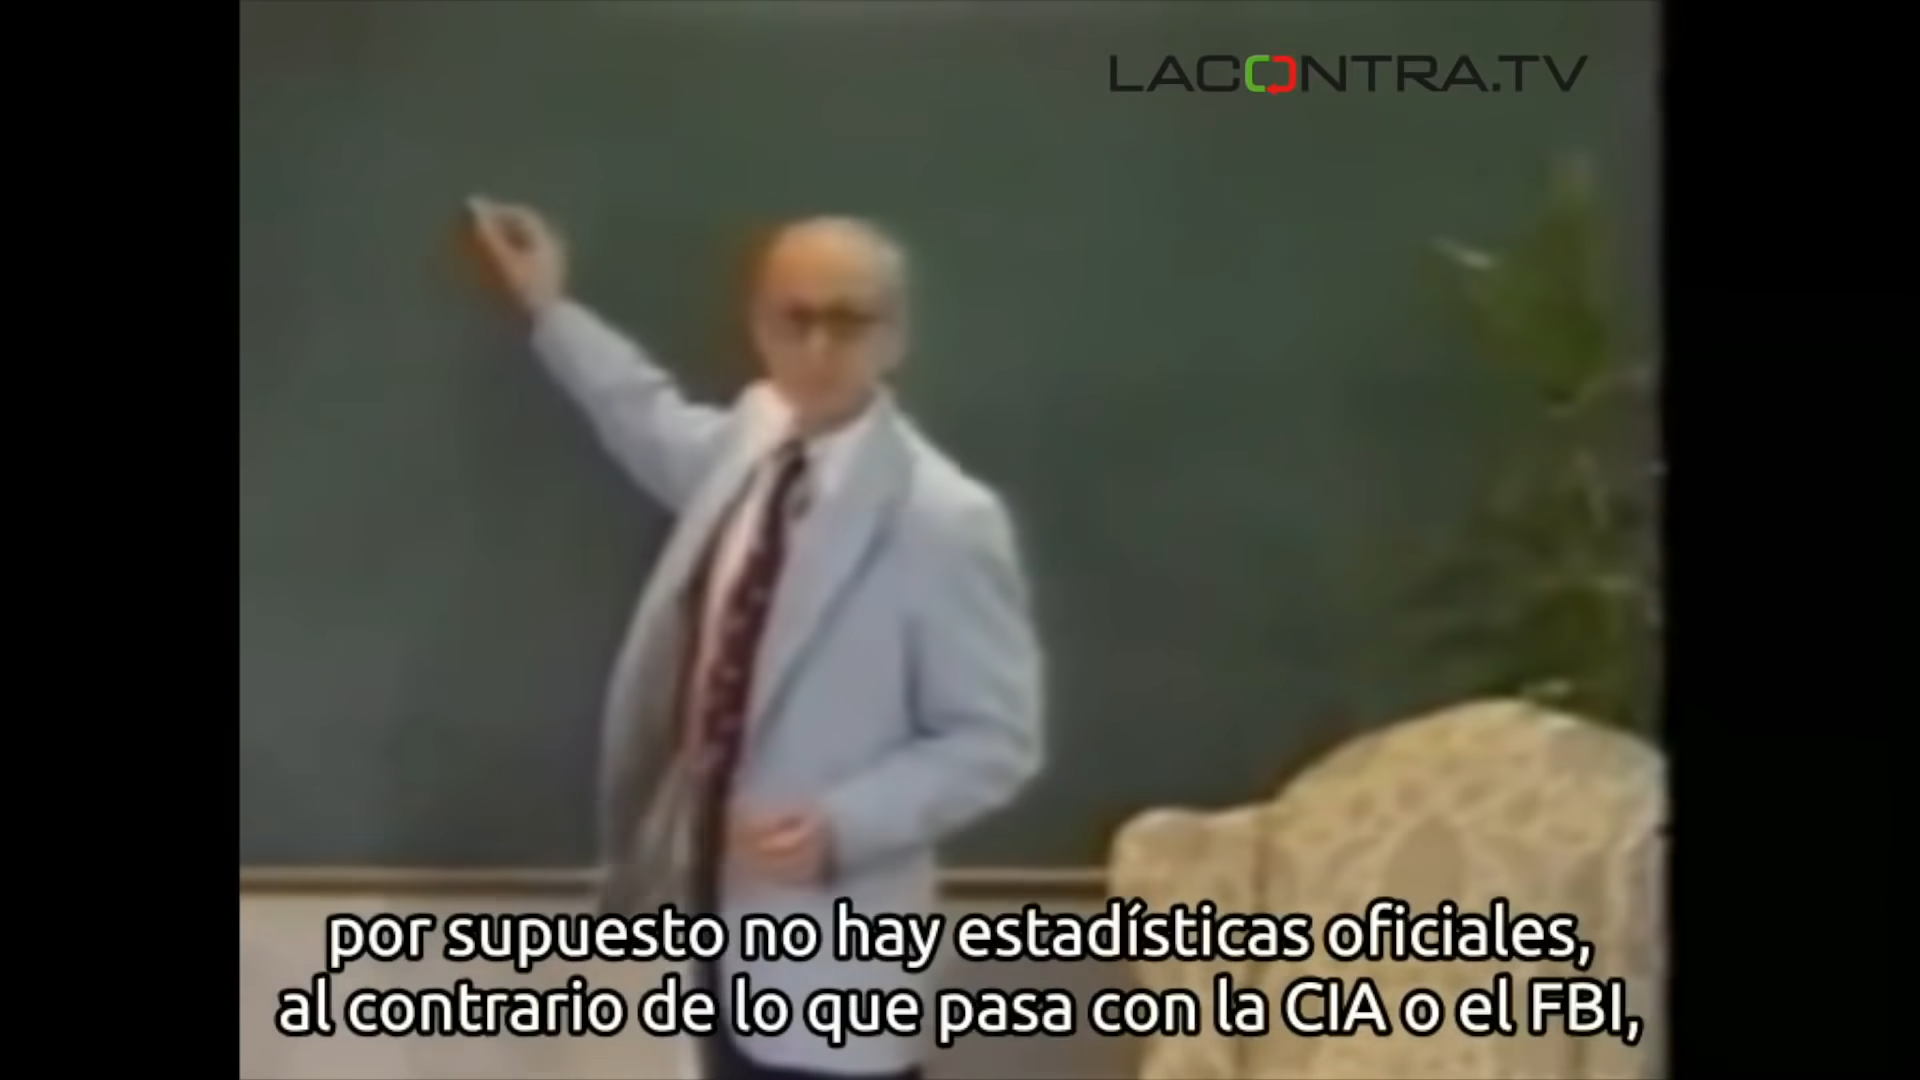 LACONTRA.TV
por supuesto no hay estadísticas oficiales,
al contrario de lo que pasa con la CIA o el FBI,